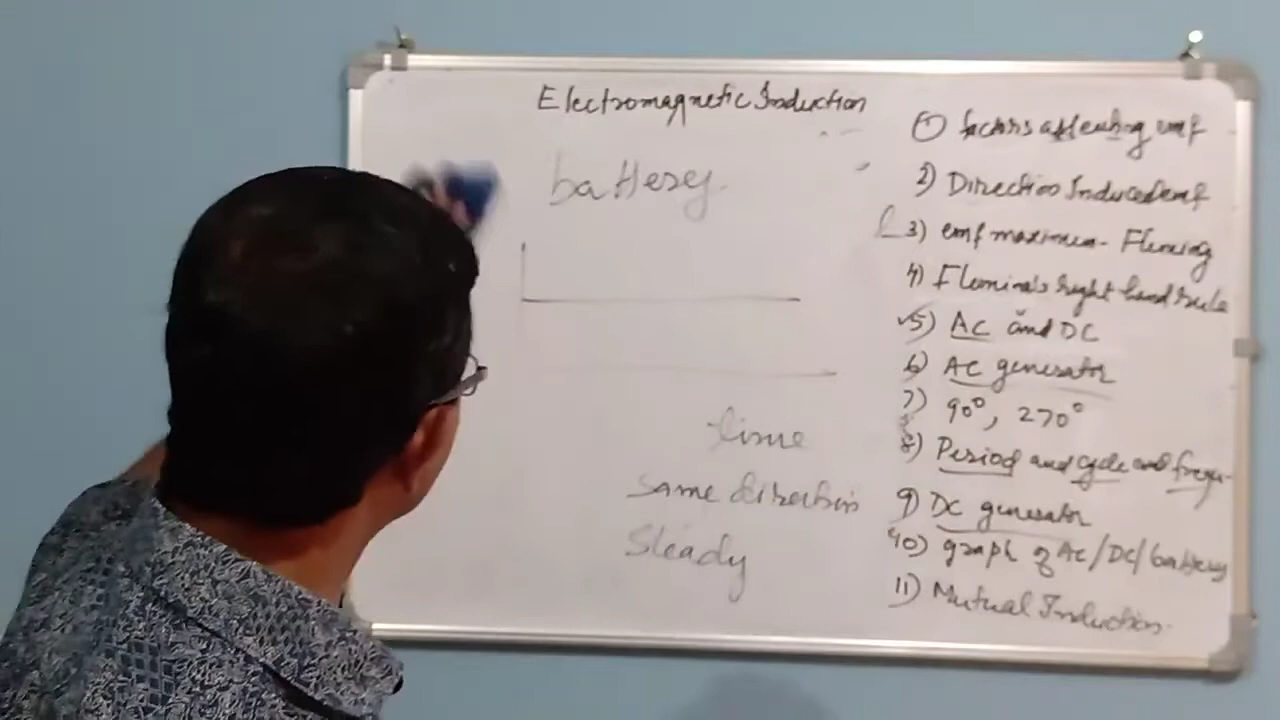 Electromagnetic Induction
battery.
time
same direction
Steady
1) factors affecting emf
2) Direction Induced emf
3) emf maximum - Fleming
4) Fleming's right hand rule
5) AC and DC
6) AC generator
7) 90°, 270°
8) Period and cycle and frequ-
9) DC generator
10) graph of AC/DC/battery
11) Mutual Induction.